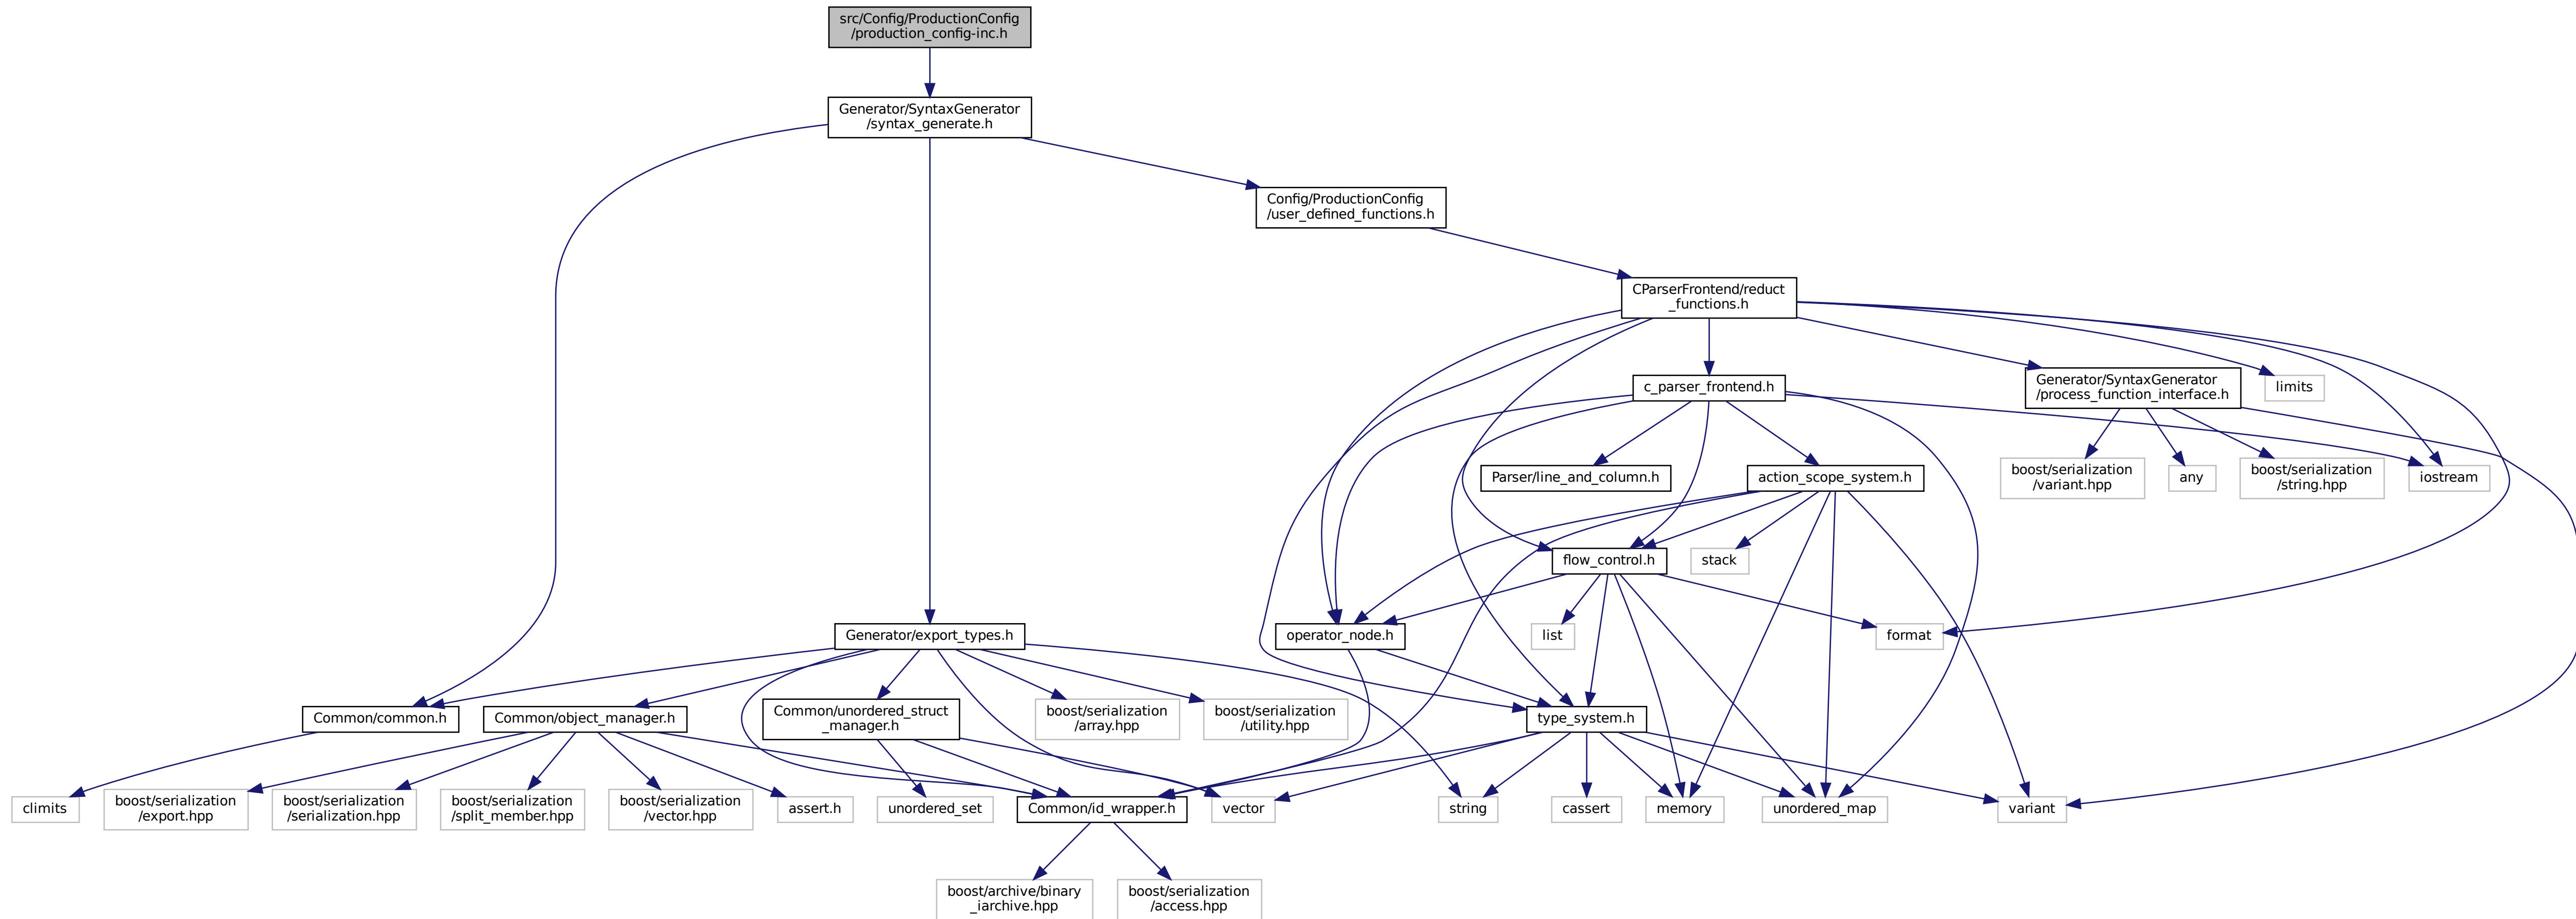 src/Config/ProductionConfig
/production_config-inc.h
Generator/SyntaxGenerator
/syntax_generate.h
Config/ProductionConfig
/user_defined_functions.h
CParserFrontend/reduct
_functions.h
c_parser_frontend.h
Generator/SyntaxGenerator
/process_function_interface.h
limits
Parser/line_and_column.h
action_scope_system.h
boost/serialization
/variant.hpp
any
boost/serialization
/string.hpp
iostream
flow_control.h
stack
Generator/export_types.h
operator_node.h
list
format
Common/common.h
Common/object_manager.h
Common/unordered_struct
_manager.h
boost/serialization
/array.hpp
boost/serialization
/utility.hpp
type_system.h
climits
boost/serialization
/export.hpp
boost/serialization
/serialization.hpp
boost/serialization
/split_member.hpp
boost/serialization
/vector.hpp
assert.h
unordered_set
Common/id_wrapper.h
vector
string
cassert
memory
unordered_map
variant
boost/archive/binary
_iarchive.hpp
boost/serialization
/access.hpp